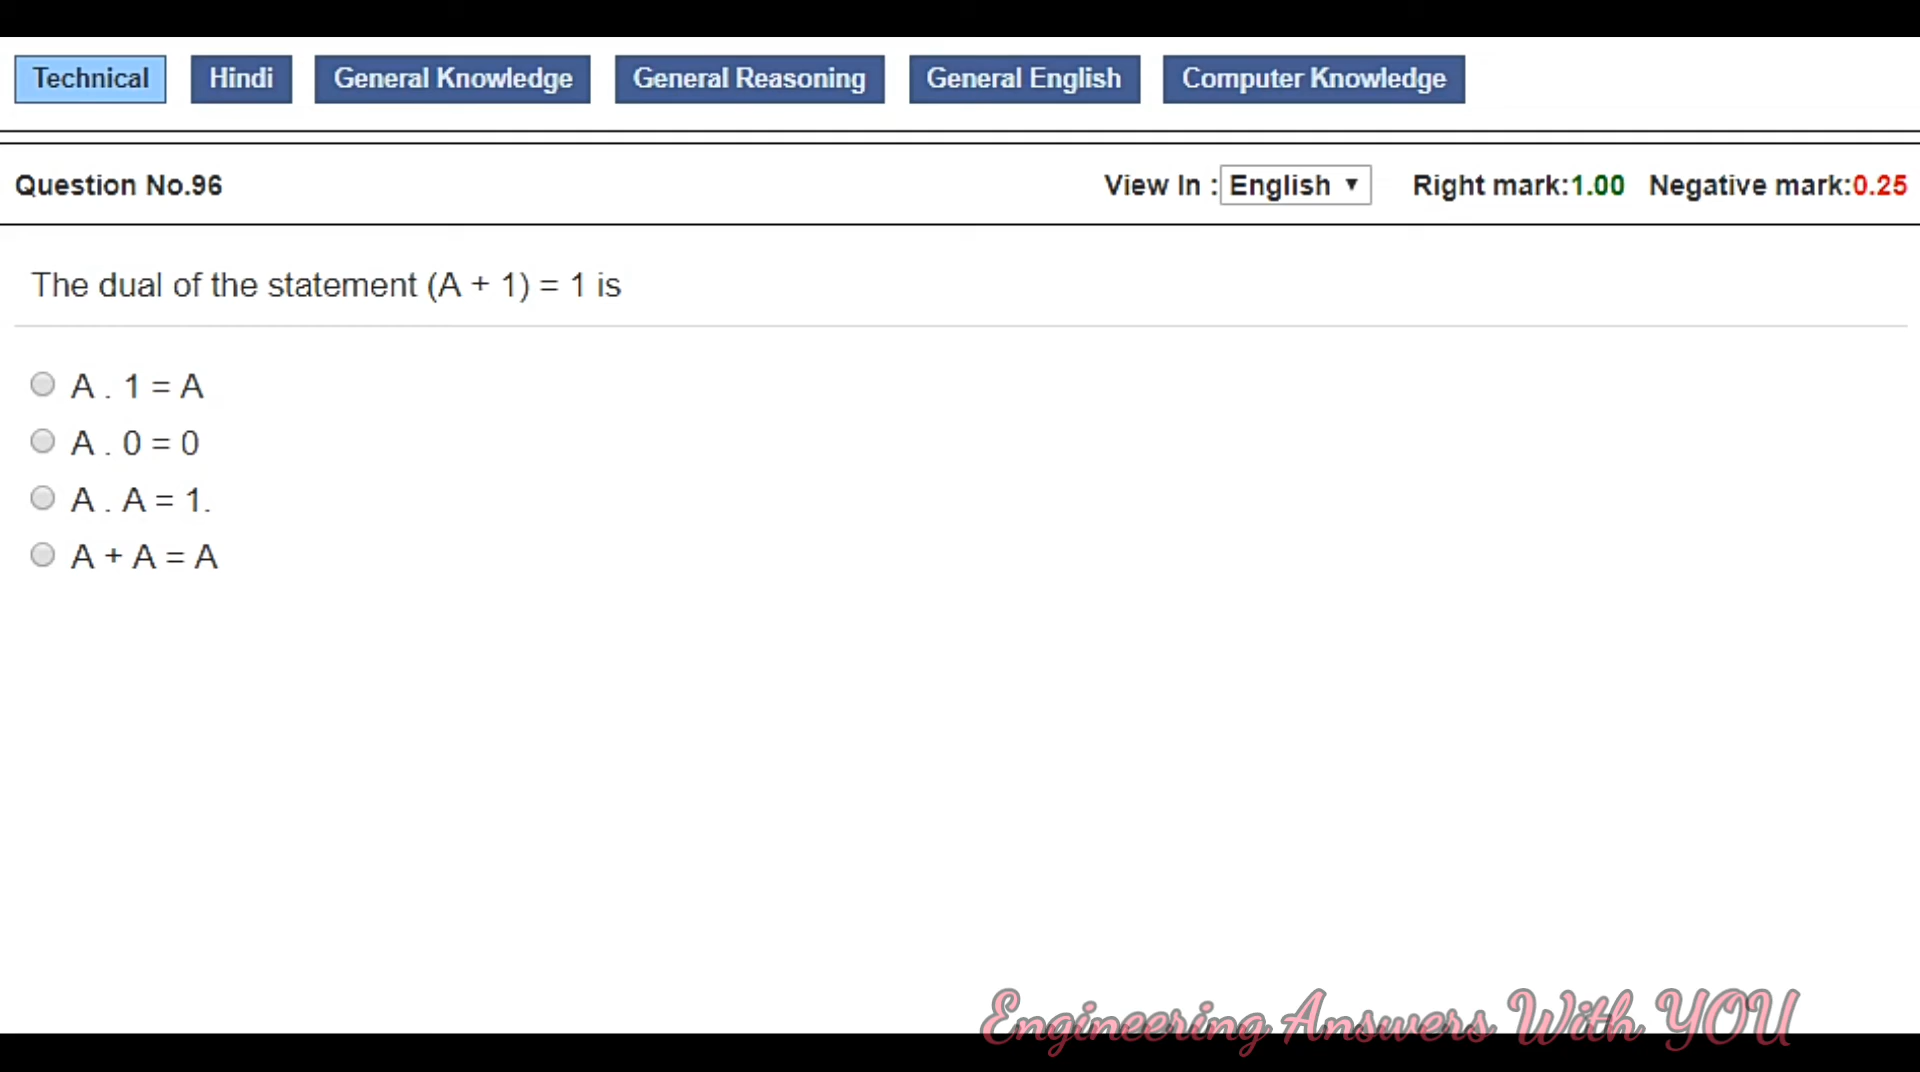 Technical Hindi General Knowledge General Reasoning General English Computer Knowledge
Question No.96 View In : English ▼ Right mark:1.00 Negative mark:0.25
The dual of the statement (A + 1) = 1 is
A . 1 = A
A . 0 = 0
A . A = 1.
A + A = A
Engineering Answers With YOU